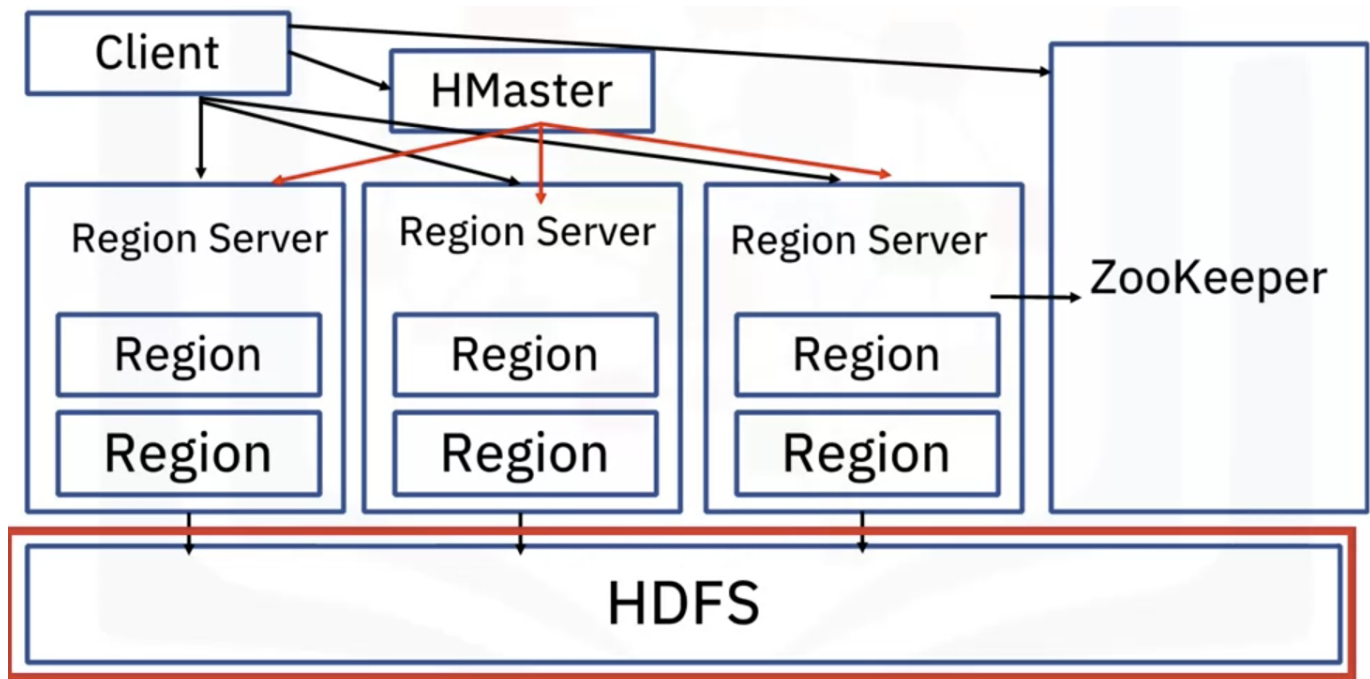 Client
HMaster
Region Server
Region Server
Region Server
ZooKeeper
Region
Region
Region
Region
Region
Region
HDFS